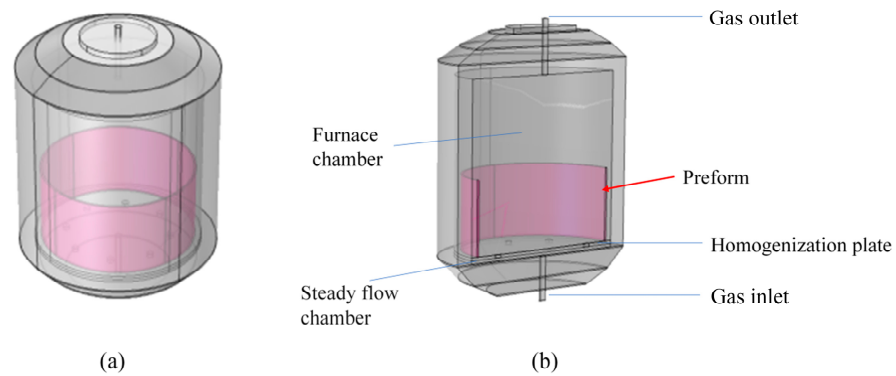 Gas outlet
Furnace
chamber
Preform
Homogenization plate
Steady flow
chamber
Gas inlet
(a)
(b)